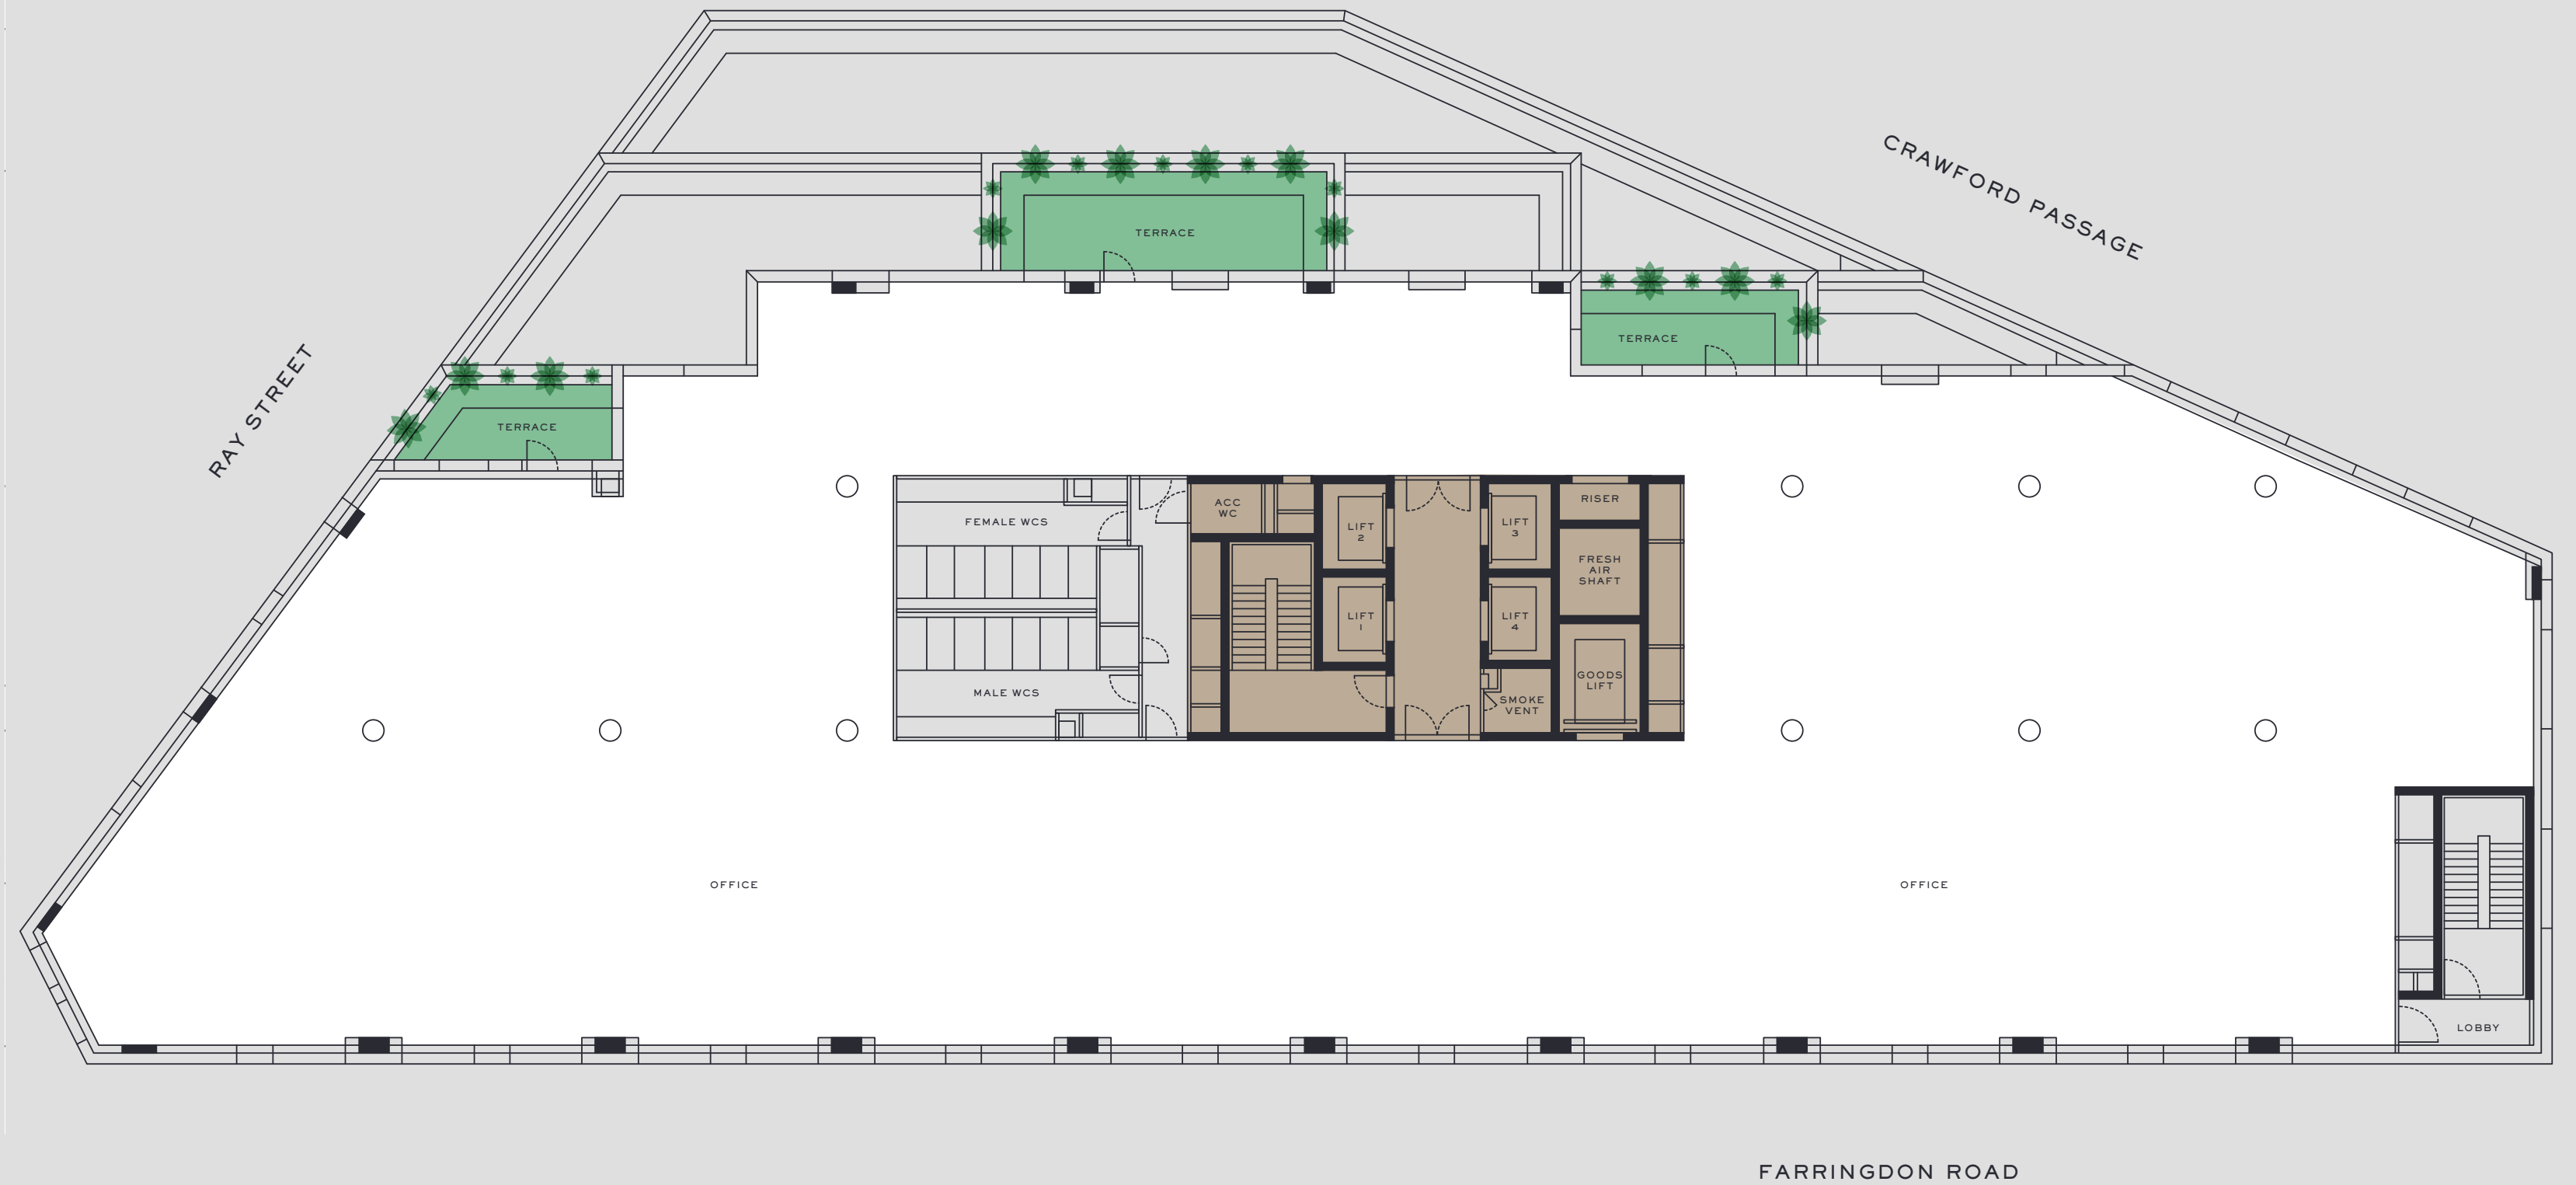 CRAWFORD PASSAGE
TERRACE
TERRACE
RAY STREET
TERRACE
FEMALE WCS
ACC
WC
LIFT
2
LIFT
3
RISER
FRESH
AIR
SHAFT
LIFT
1
LIFT
4
MALE WCS
SMOKE
VENT
GOODS
LIFT
OFFICE
OFFICE
LOBBY
FARRINGDON ROAD